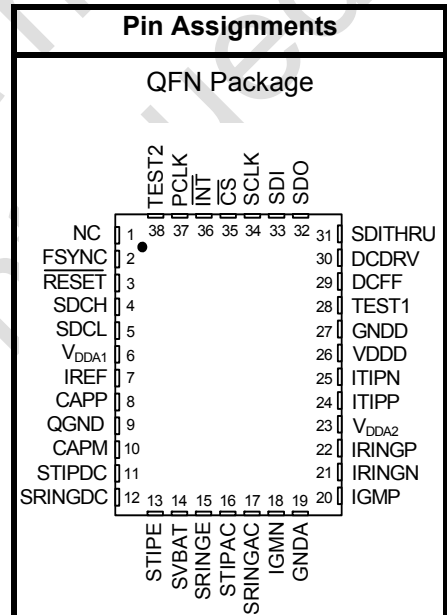 Pin Assignments
QFN Package
TEST2 PCLK INT CS SCLK SDI SDO
38 37 36 35 34 33 32
NC 1 31 SDITHRU
FSYNC 2 30 DCDRV
RESET 3 29 DCFF
SDCH 4 28 TEST1
SDCL 5 27 GNDD
VDDA1 6 26 VDDD
IREF 7 25 ITIPN
CAPP 8 24 ITIPP
QGND 9 23 VDDA2
CAPM 10 22 IRINGP
STIPDC 11 21 IRINGN
SRINGDC 12 20 IGMP
13 14 15 16 17 18 19
STIPE SVBAT SRINGE STIPAC SRINGAC IGMN GNDA